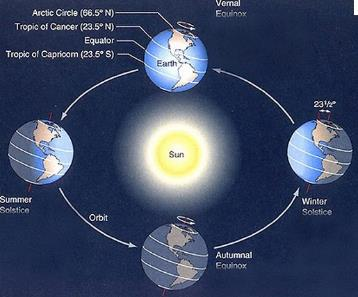 Vernal
Equinox
Arctic Circle (66.5° N)
Tropic of Cancer (23.5° N)
Equator
Tropic of Capricorn (23.5° S)
Earth
23½°
Sun
Summer
Solstice
Winter
Solstice
Orbit
Autumnal
Equinox